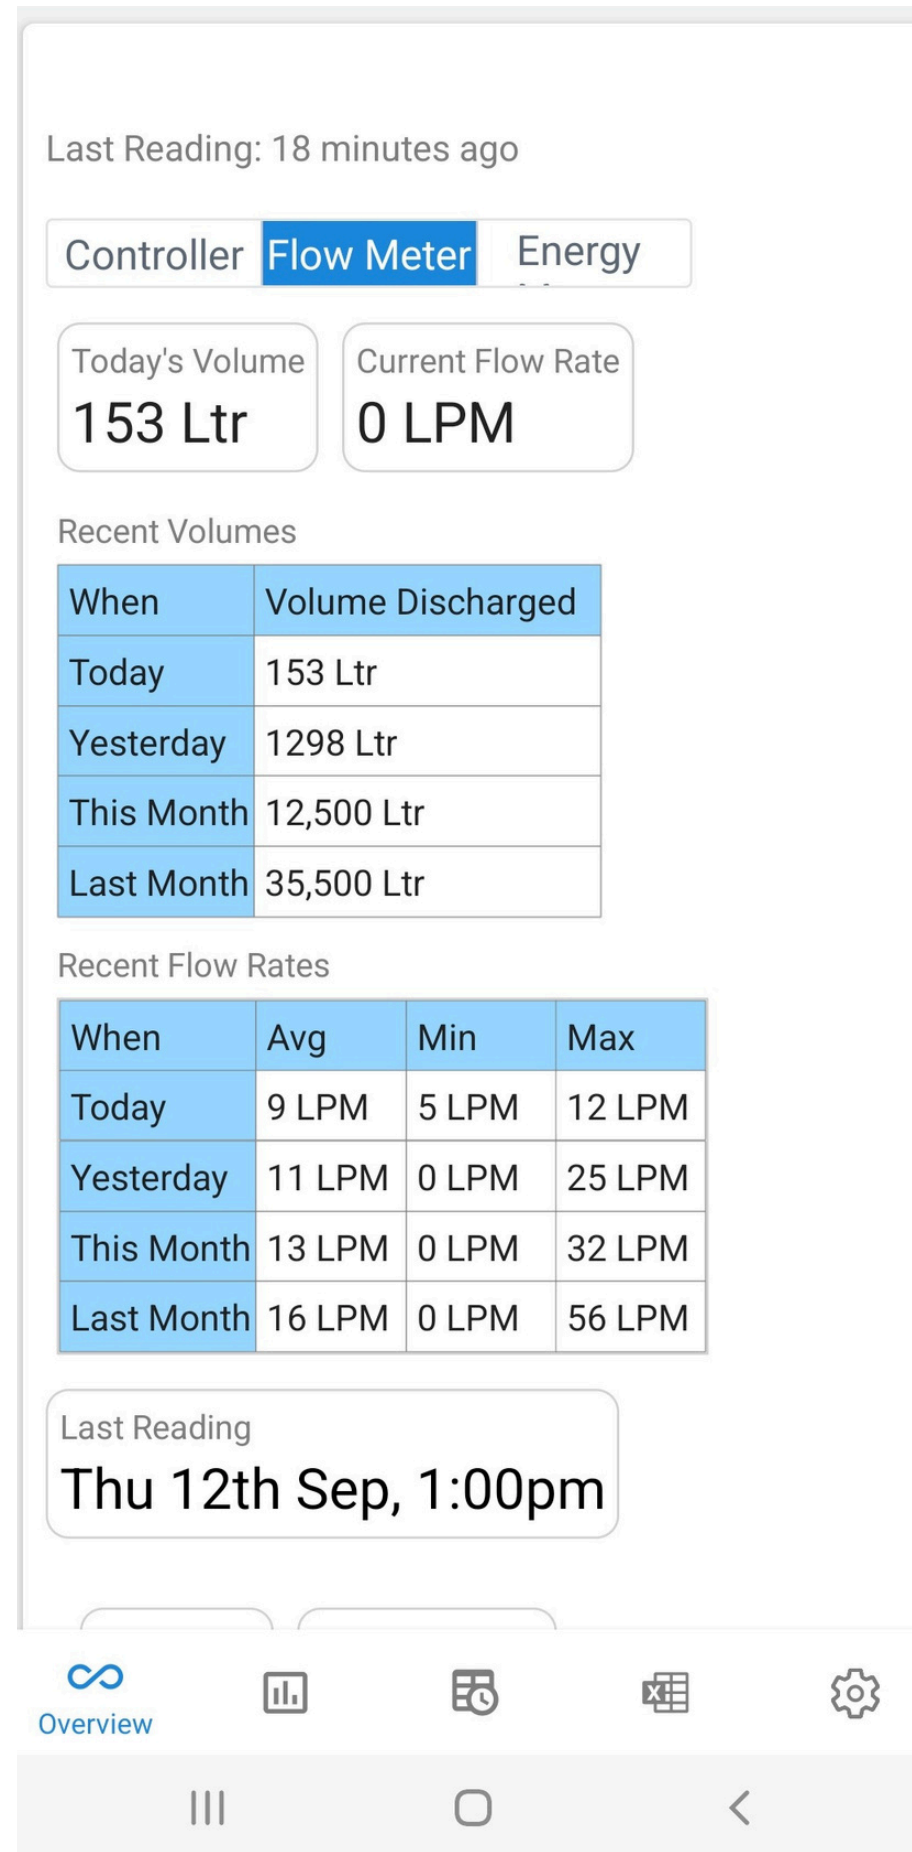 Last Reading: 18 minutes ago
Controller Flow Meter Energy
Today's Volume Current Flow Rate
153 Ltr 0 LPM
Recent Volumes
When Volume Discharged
Today 153 Ltr
Yesterday 1298 Ltr
This Month 12,500 Ltr
Last Month 35,500 Ltr
Recent Flow Rates
When Avg Min Max
Today 9 LPM 5 LPM 12 LPM
Yesterday 11 LPM 0 LPM 25 LPM
This Month 13 LPM 0 LPM 32 LPM
Last Month 16 LPM 0 LPM 56 LPM
Last Reading
Thu 12th Sep, 1:00pm
Overview